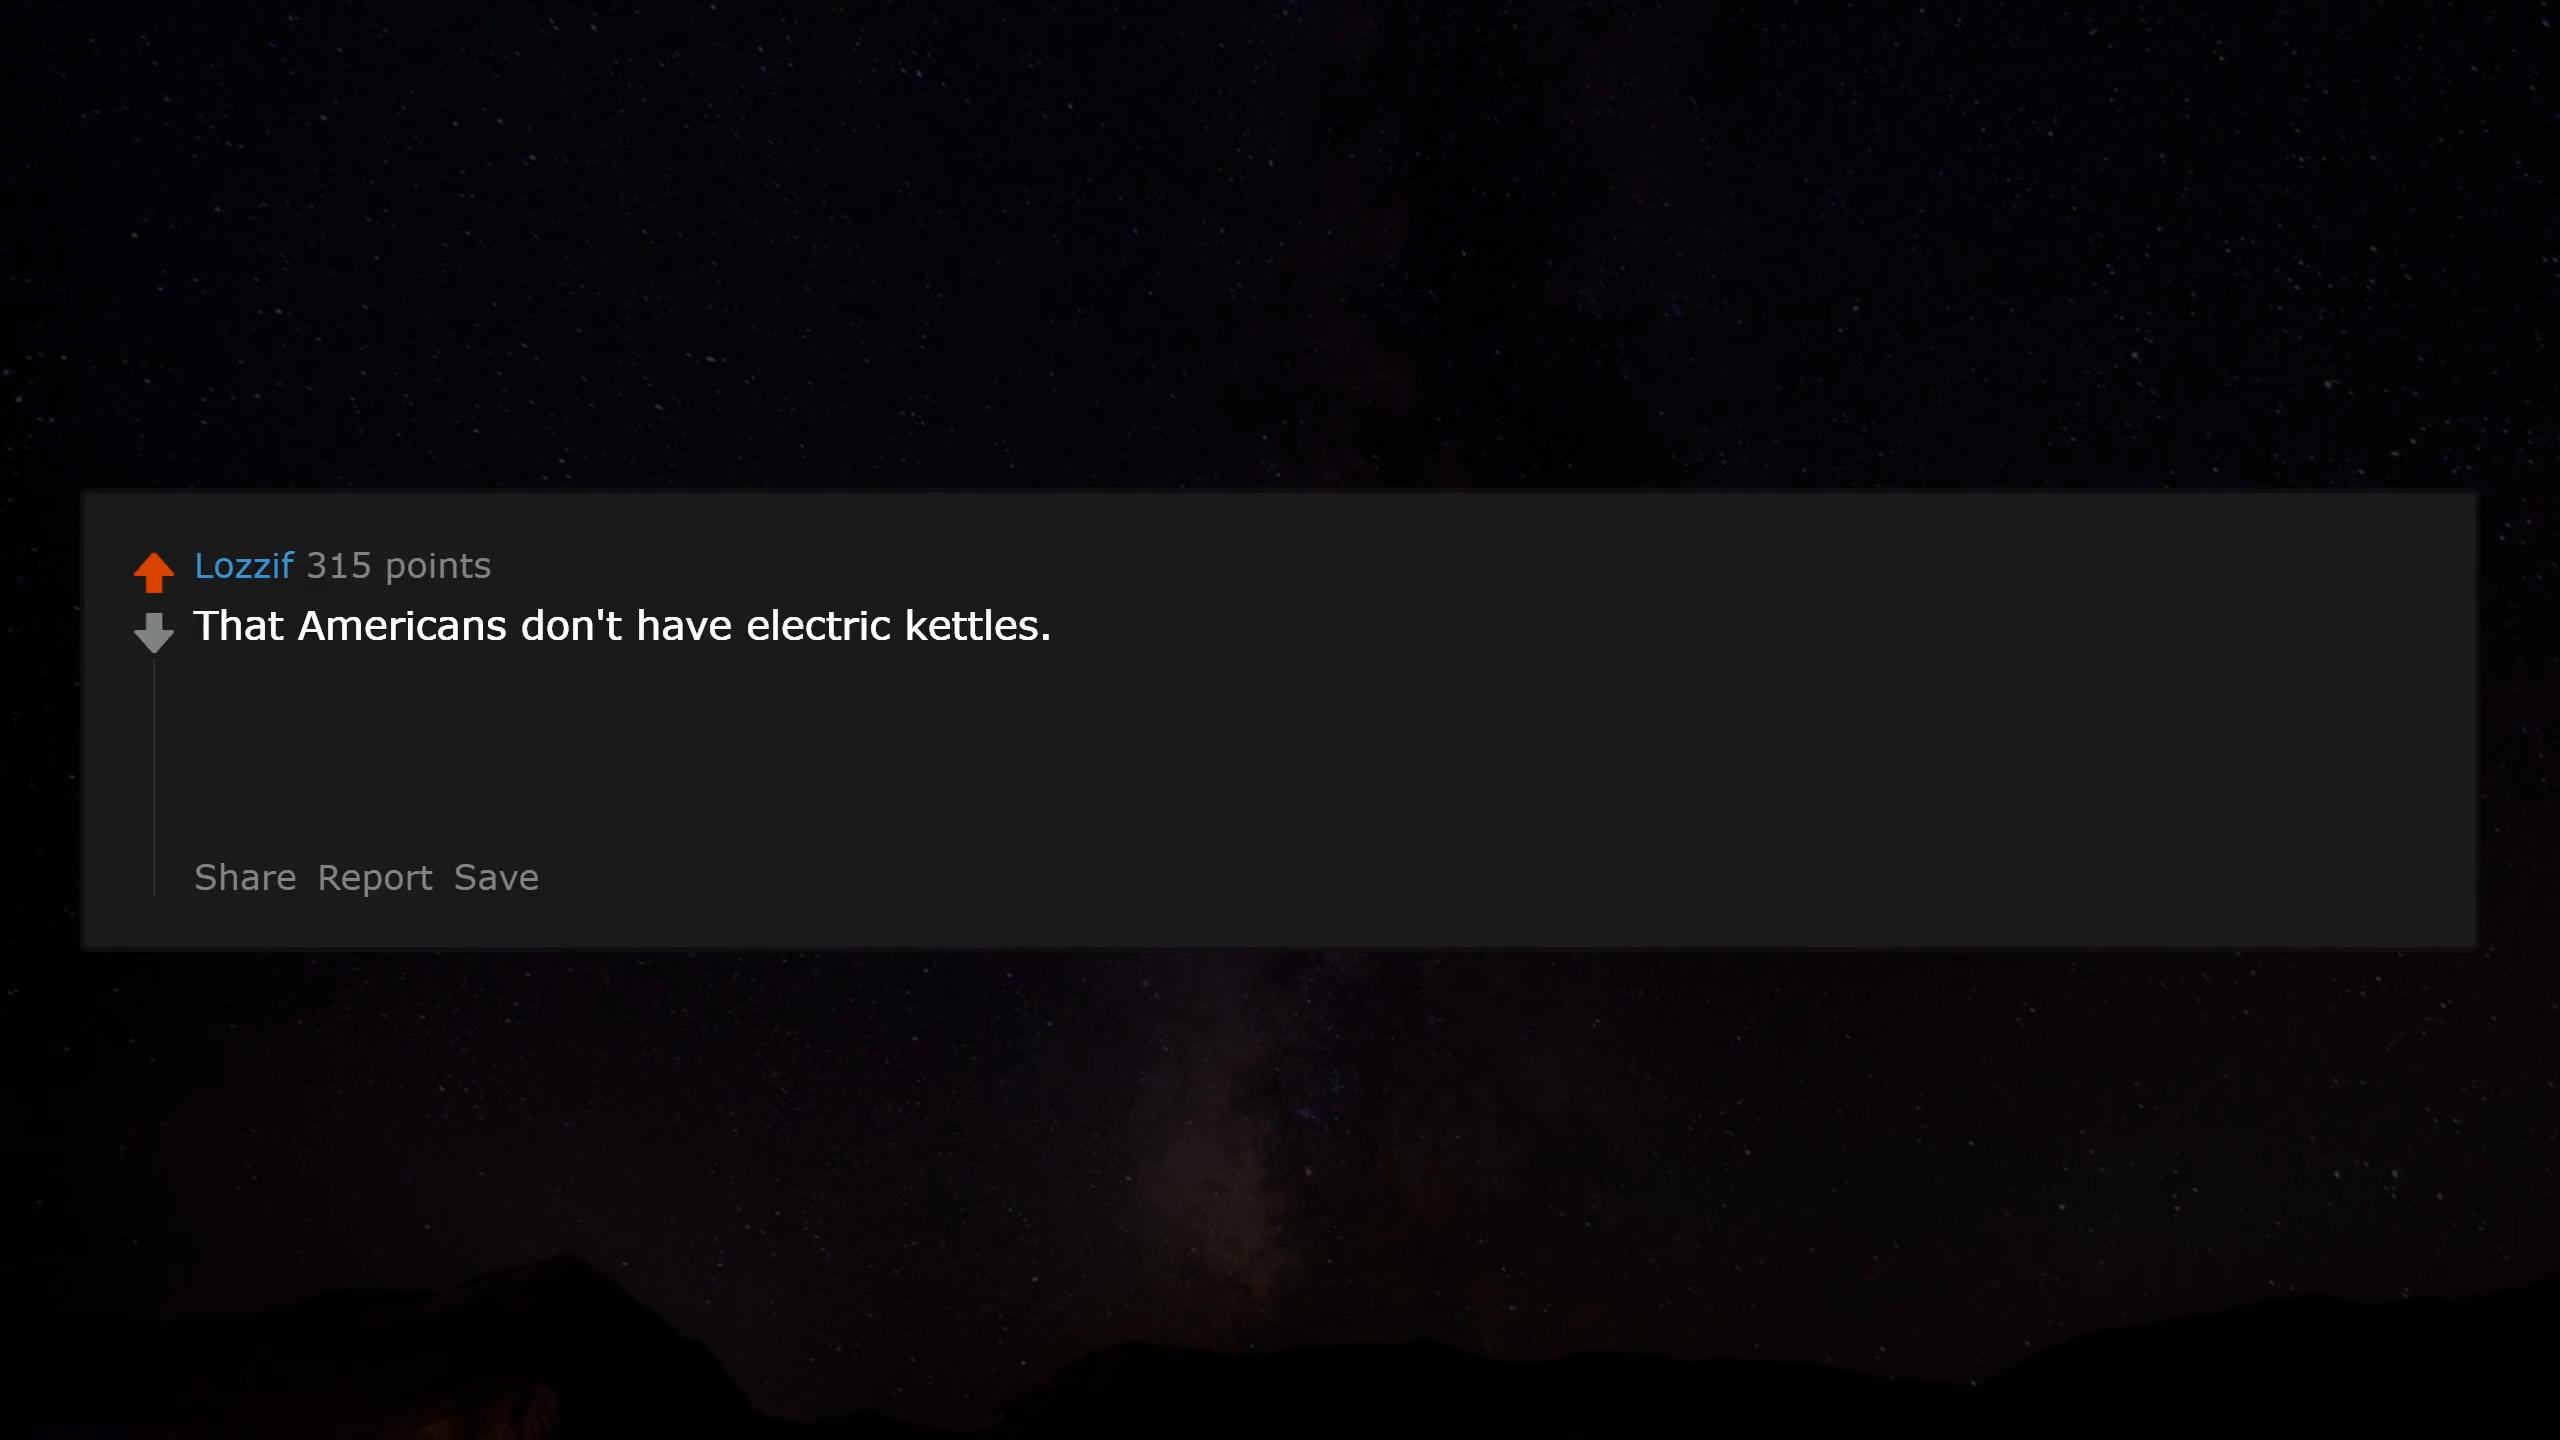 Lozzif 315 points
That Americans don't have electric kettles.
Share Report Save